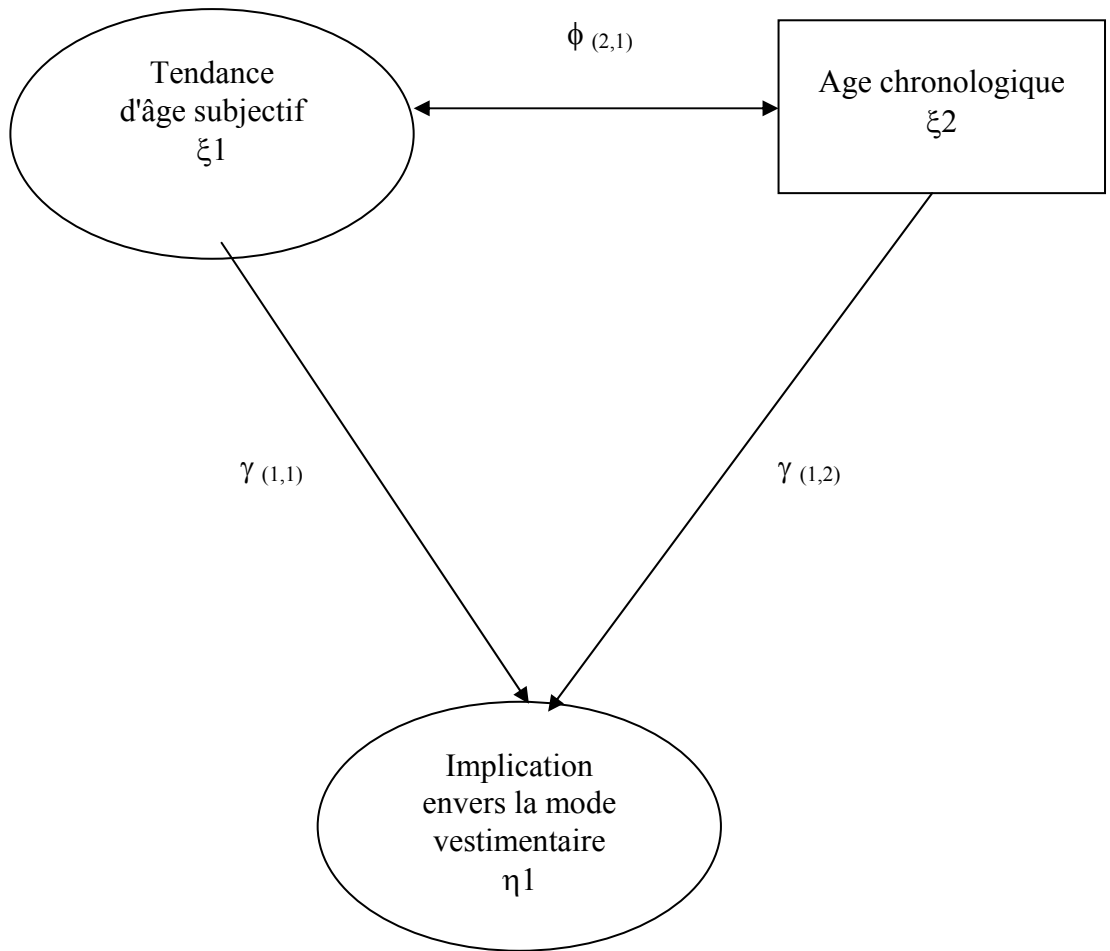 ϕ (2,1)
Tendance
d'âge subjectif
ξ1
Age chronologique
ξ2
γ (1,1)
γ (1,2)
Implication
envers la mode
vestimentaire
η1